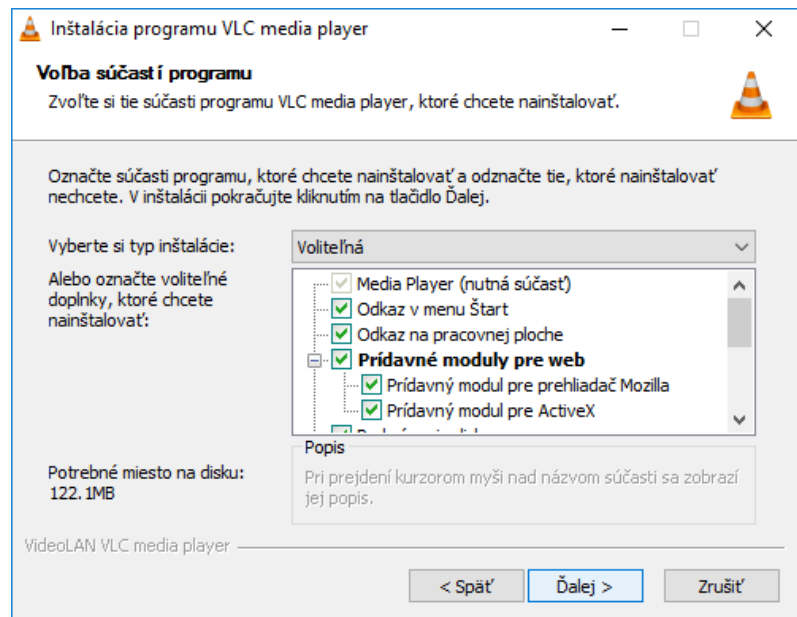 Inštalácia programu VLC media player
Voľba súčastí programu
Zvoľte si tie súčasti programu VLC media player, ktoré chcete nainštalovať.
Označte súčasti programu, ktoré chcete nainštalovať a odznačte tie, ktoré nainštalovať
nechcete. V inštalácii pokračujte kliknutím na tlačidlo Ďalej.
Vyberte si typ inštalácie:
Voliteľná
Alebo označte voliteľné
doplnky, ktoré chcete
nainštalovať:
Media Player (nutná súčasť)
Odkaz v menu Štart
Odkaz na pracovnej ploche
Prídavné moduly pre web
Prídavný modul pre prehliadač Mozilla
Prídavný modul pre ActiveX
Potrebné miesto na disku:
122.1MB
Popis
Pri prejdení kurzorom myši nad názvom súčasti sa zobrazí
jej popis.
VideoLAN VLC media player
< Späť
Ďalej >
Zrušiť